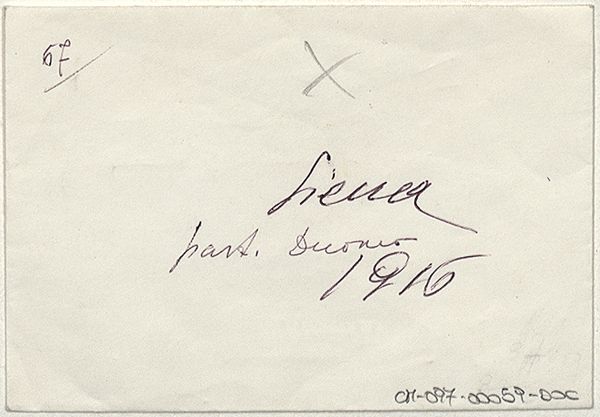 57
X
Siena
part. Duomo
1916
CM-097-00059-DOC